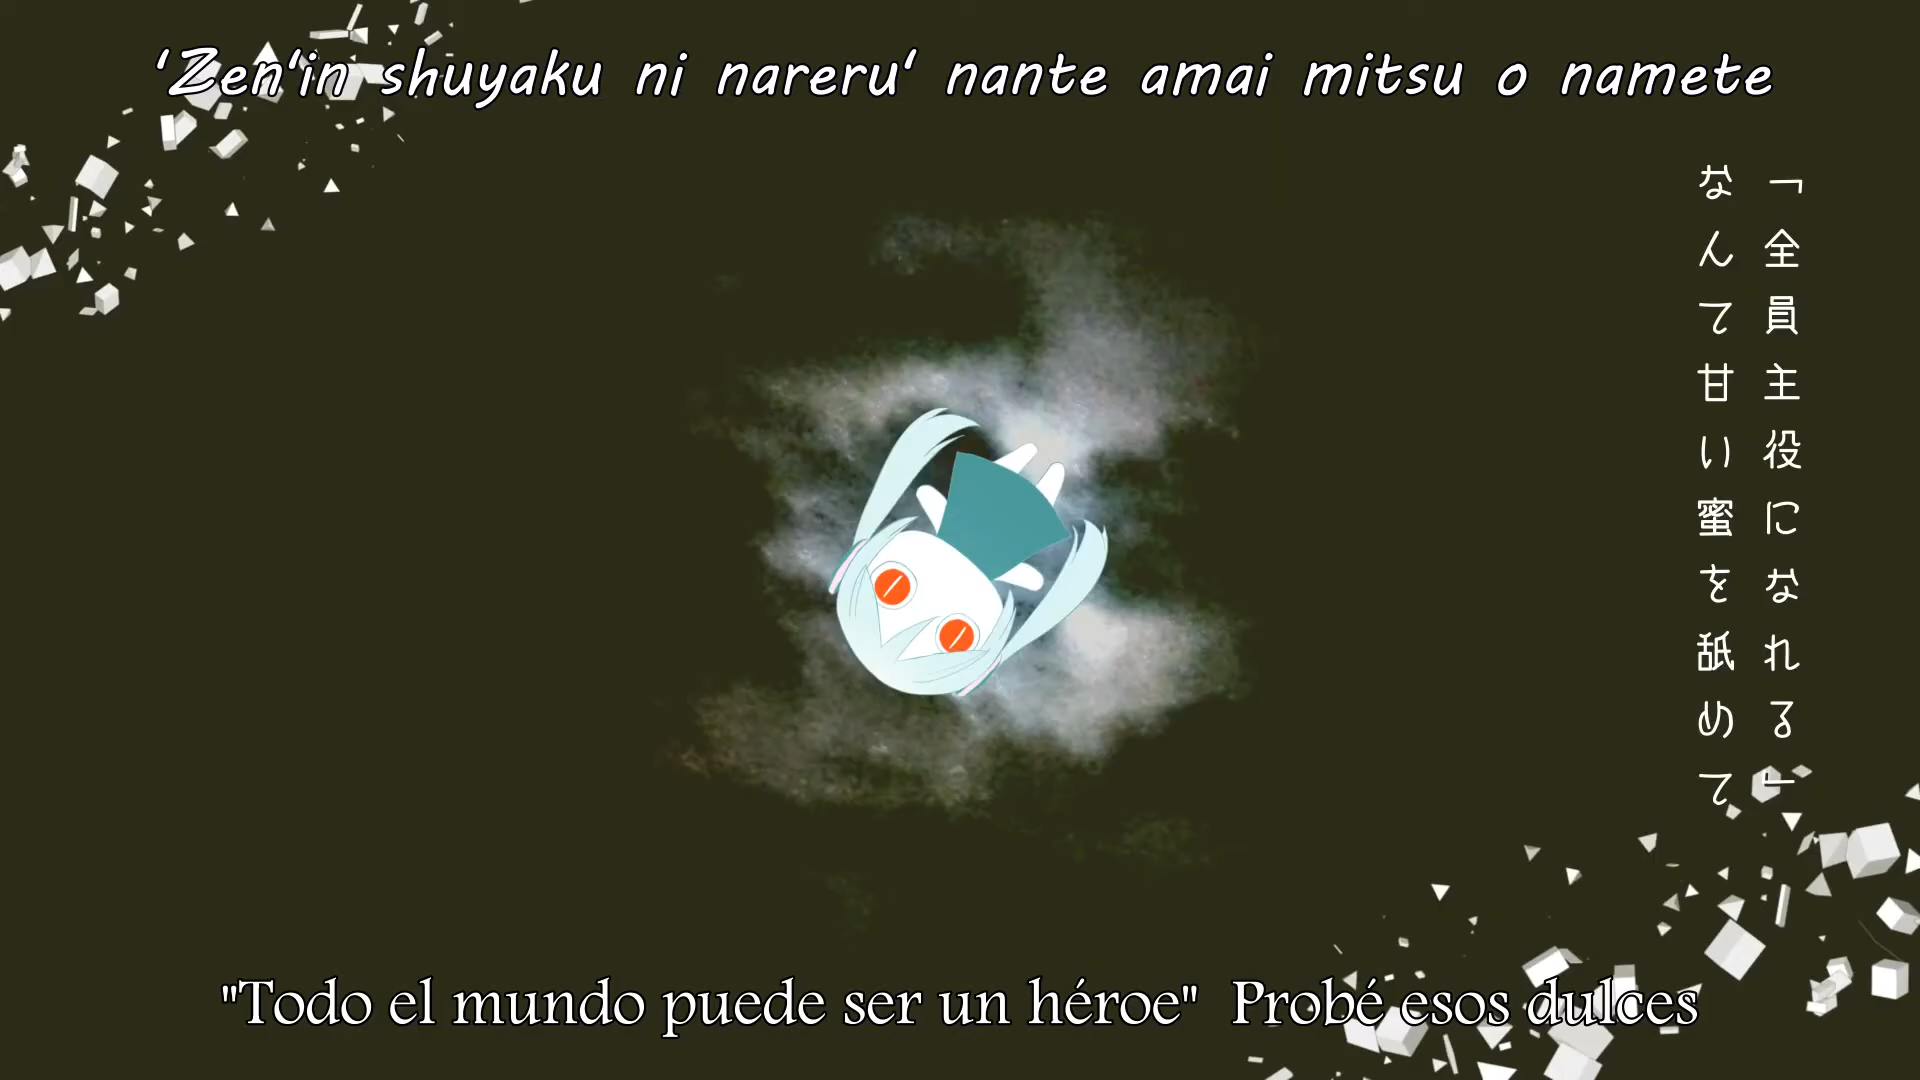 'Zen'in shuyaku ni nareru' nante amai mitsu o namete
「全員主役になれる」
なんて甘い蜜を舐めて
"Todo el mundo puede ser un héroe" Probé esos dulces